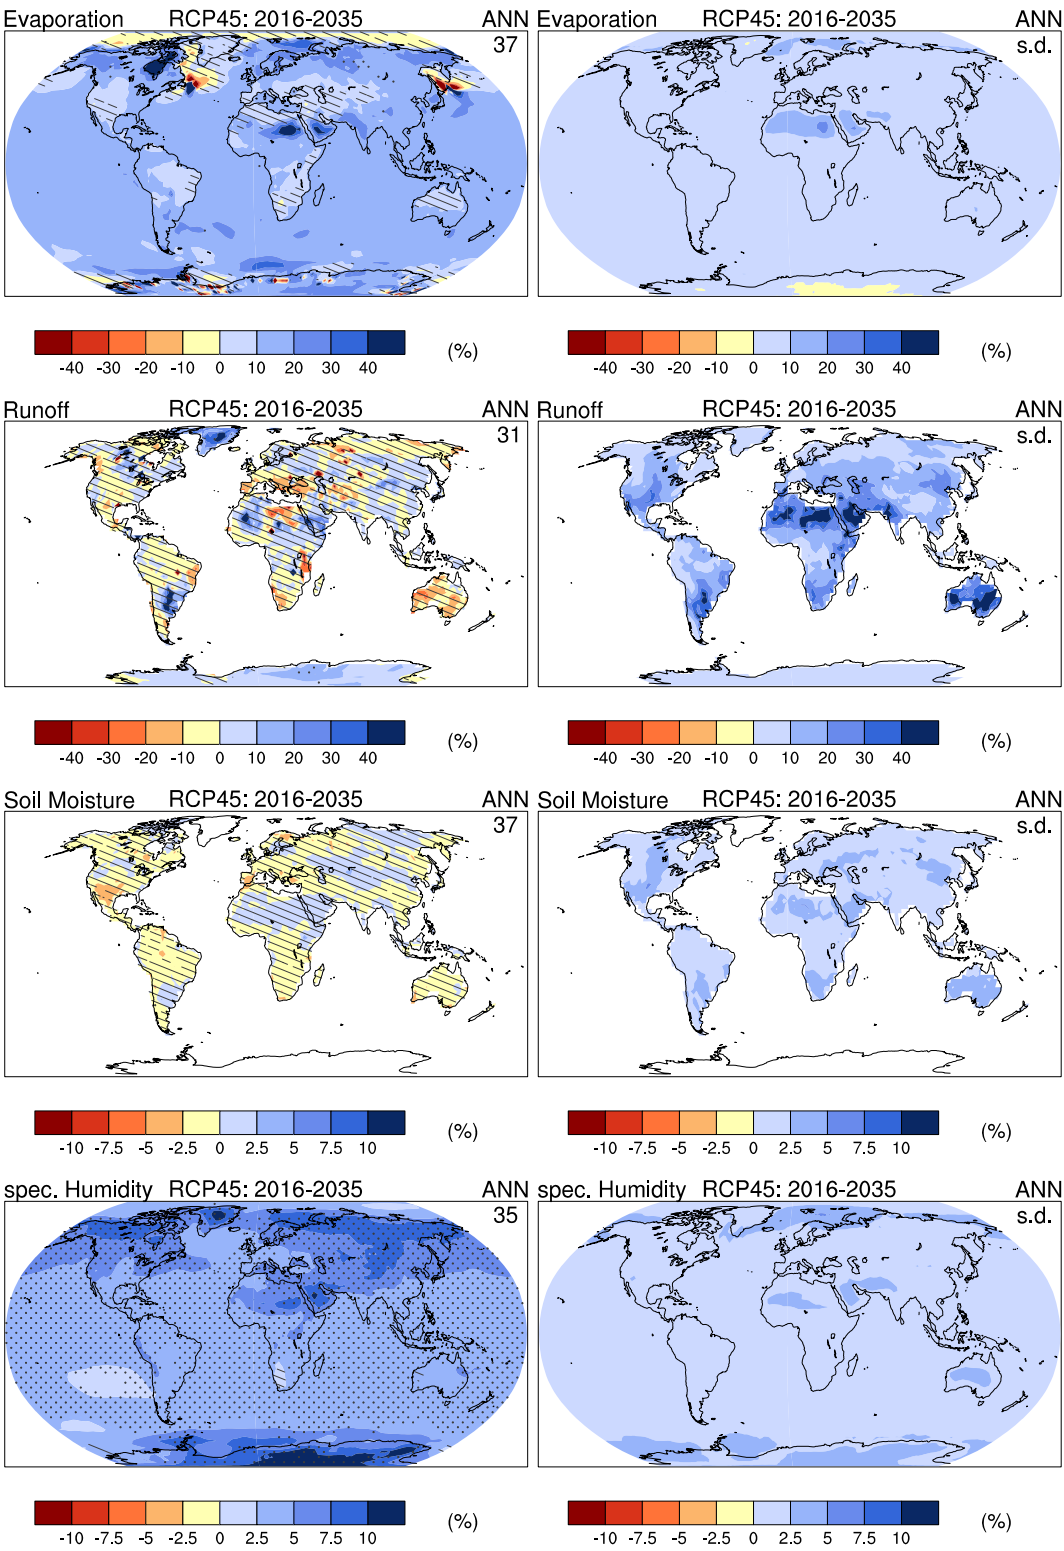 Evaporation RCP45: 2016-2035 ANN
37
Evaporation RCP45: 2016-2035 ANN
s.d.
-40 -30 -20 -10 0 10 20 30 40 (%)
-40 -30 -20 -10 0 10 20 30 40 (%)
Runoff RCP45: 2016-2035 ANN
31
Runoff RCP45: 2016-2035 ANN
s.d.
-40 -30 -20 -10 0 10 20 30 40 (%)
-40 -30 -20 -10 0 10 20 30 40 (%)
Soil Moisture RCP45: 2016-2035 ANN
37
Soil Moisture RCP45: 2016-2035 ANN
s.d.
-10 -7.5 -5 -2.5 0 2.5 5 7.5 10 (%)
-10 -7.5 -5 -2.5 0 2.5 5 7.5 10 (%)
spec. Humidity RCP45: 2016-2035 ANN
35
spec. Humidity RCP45: 2016-2035 ANN
s.d.
-10 -7.5 -5 -2.5 0 2.5 5 7.5 10 (%)
-10 -7.5 -5 -2.5 0 2.5 5 7.5 10 (%)